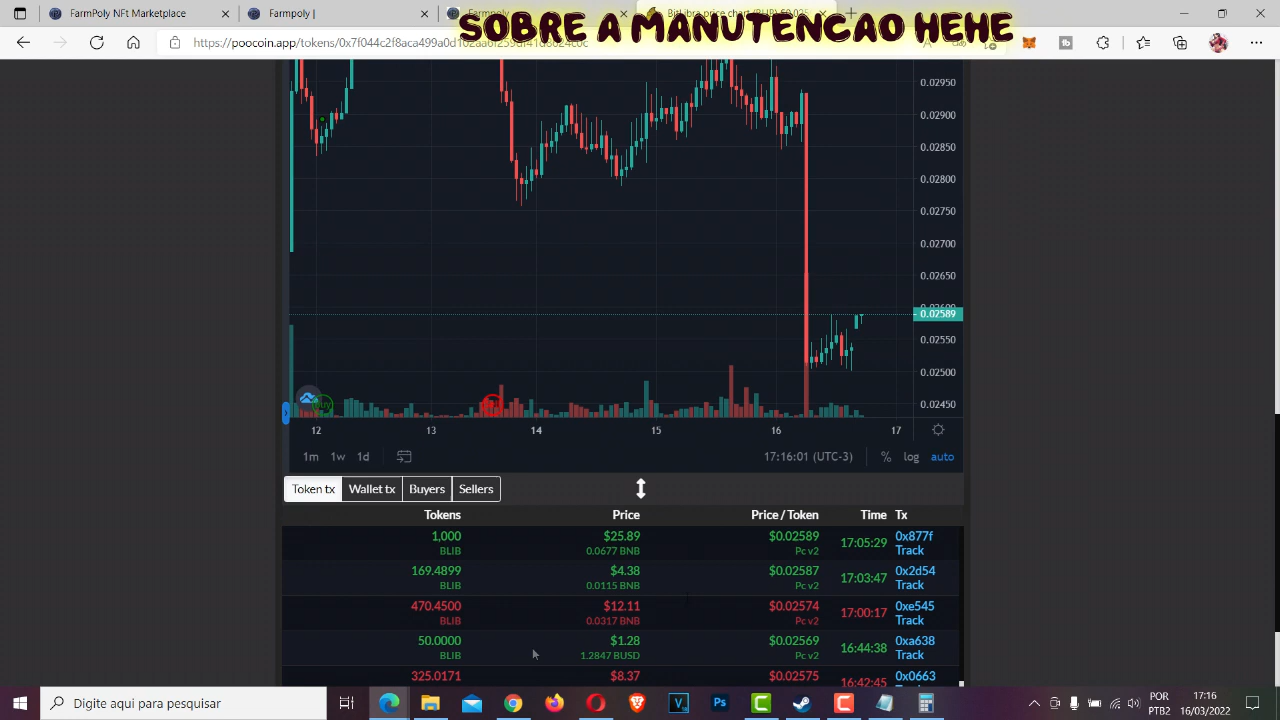 FarmPoly NFT Marketplace
Farmpoly |
Farmpoly |
SOBRE A MANUTENCAO HEHE
0.02950
0.02900
0.02850
0.02800
0.02750
0.02700
0.02650
0.02600
0.02589
0.02550
0.02500
0.02450
buy
12 13 14 15 16 17
1m 1w 1d 17:16:01 (UTC-3) % log auto
Token tx Wallet tx Buyers Sellers
Tokens Price Price / Token Time Tx
1,000 $25.89 $0.02589 17:05:29 0x877f
BLIB 0.0677 BNB Pc v2 Track
169.4899 $4.38 $0.02587 17:03:47 0x2d54
BLIB 0.0115 BNB Pc v2 Track
470.4500 $12.11 $0.02574 17:00:17 0xe545
BLIB 0.0317 BNB Pc v2 Track
50.0000 $1.28 $0.02569 16:44:38 0xa638
BLIB 1.2847 BUSD Pc v2 Track
325.0171 $8.37 $0.02575 16:42:45 0x0663
Digite aqui para pesquisar
POR 17:16
PTB2 16/03/2022